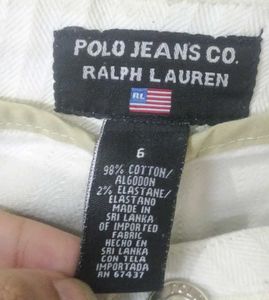 POLO JEANS CO.
RALPH LAUREN
RL
6
98% COTTON/
ALGODON
2% ELASTANE/
ELASTANO
MADE IN
SRI LANKA
OF IMPORTED
FABRIC
HECHO EN
SRI LANKA
CON TELA
IMPORTADA
RN 67437